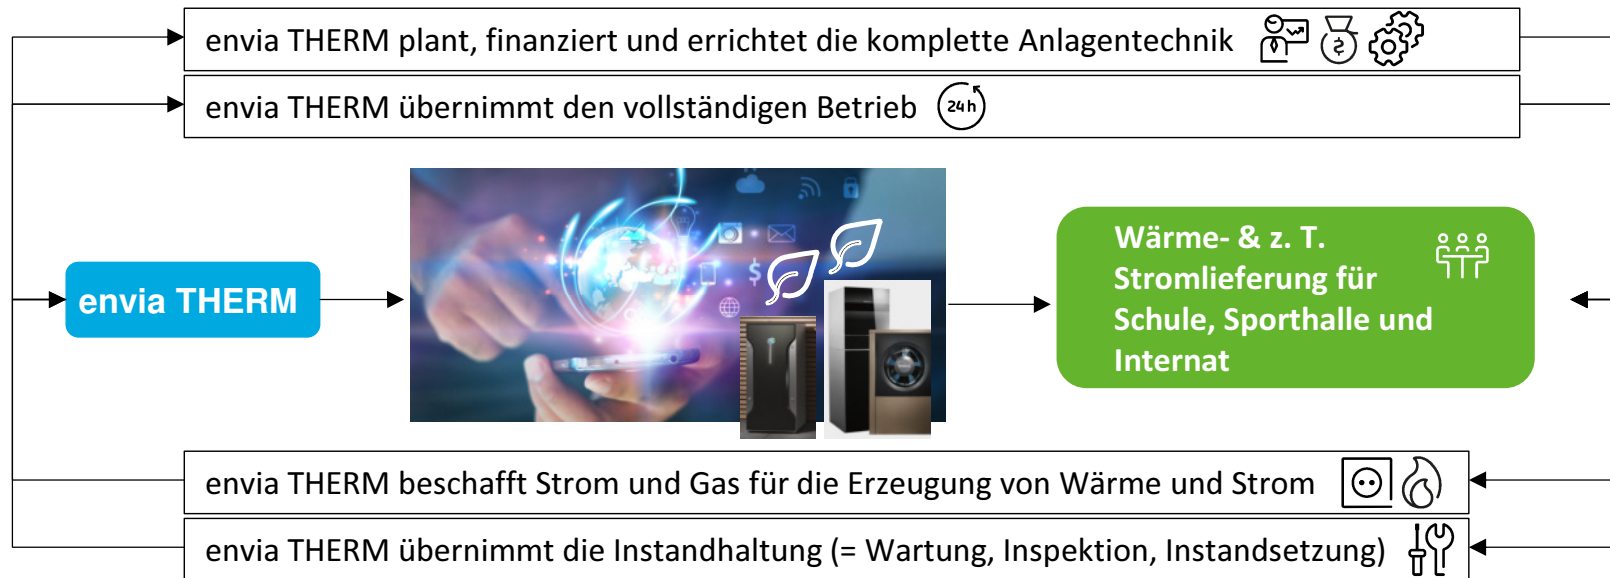 envia THERM plant, finanziert und errichtet die komplette Anlagentechnik
envia THERM übernimmt den vollständigen Betrieb
24h
envia THERM
Wärme- & z. T.
Stromlieferung für
Schule, Sporthalle und
Internat
envia THERM beschafft Strom und Gas für die Erzeugung von Wärme und Strom
envia THERM übernimmt die Instandhaltung (= Wartung, Inspektion, Instandsetzung)